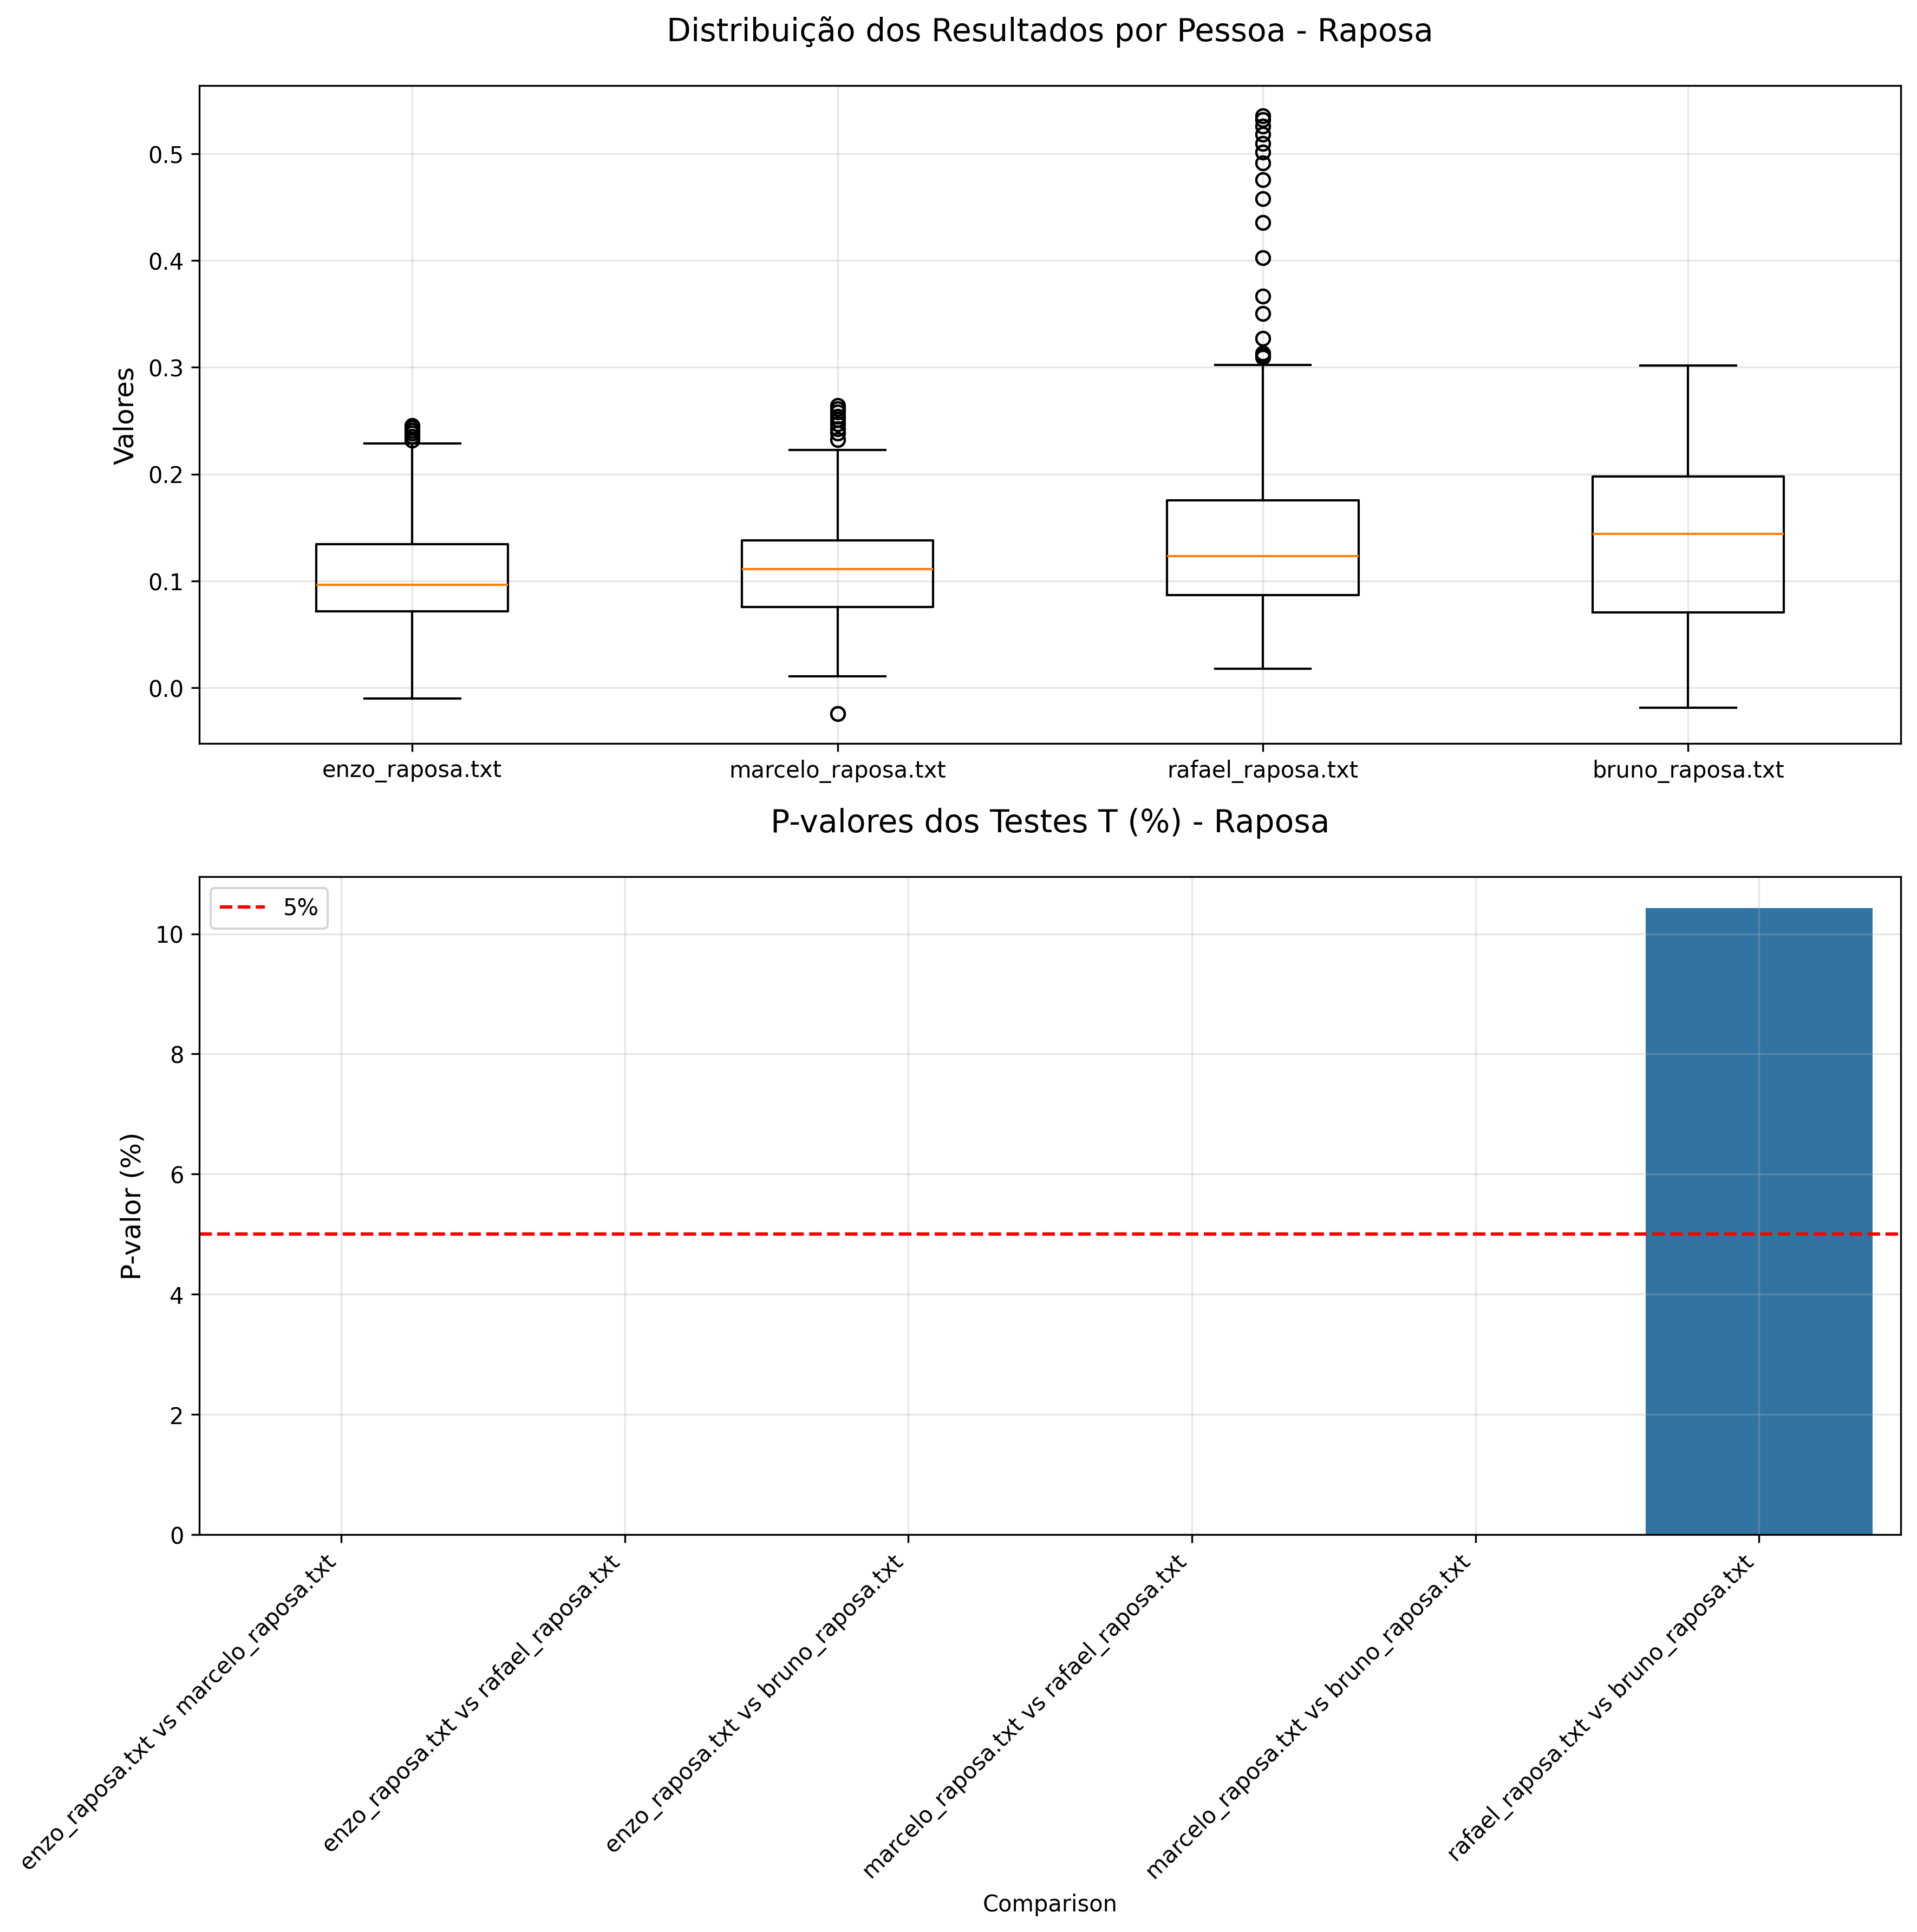 Distribuição dos Resultados por Pessoa - Raposa
Valores
0.5
0.4
0.3
0.2
0.1
0.0
enzo_raposa.txt
marcelo_raposa.txt
rafael_raposa.txt
bruno_raposa.txt
P-valores dos Testes T (%) - Raposa
5%
P-valor (%)
10
8
6
4
2
0
enzo_raposa.txt vs marcelo_raposa.txt
enzo_raposa.txt vs rafael_raposa.txt
enzo_raposa.txt vs bruno_raposa.txt
marcelo_raposa.txt vs rafael_raposa.txt
marcelo_raposa.txt vs bruno_raposa.txt
rafael_raposa.txt vs bruno_raposa.txt
Comparison